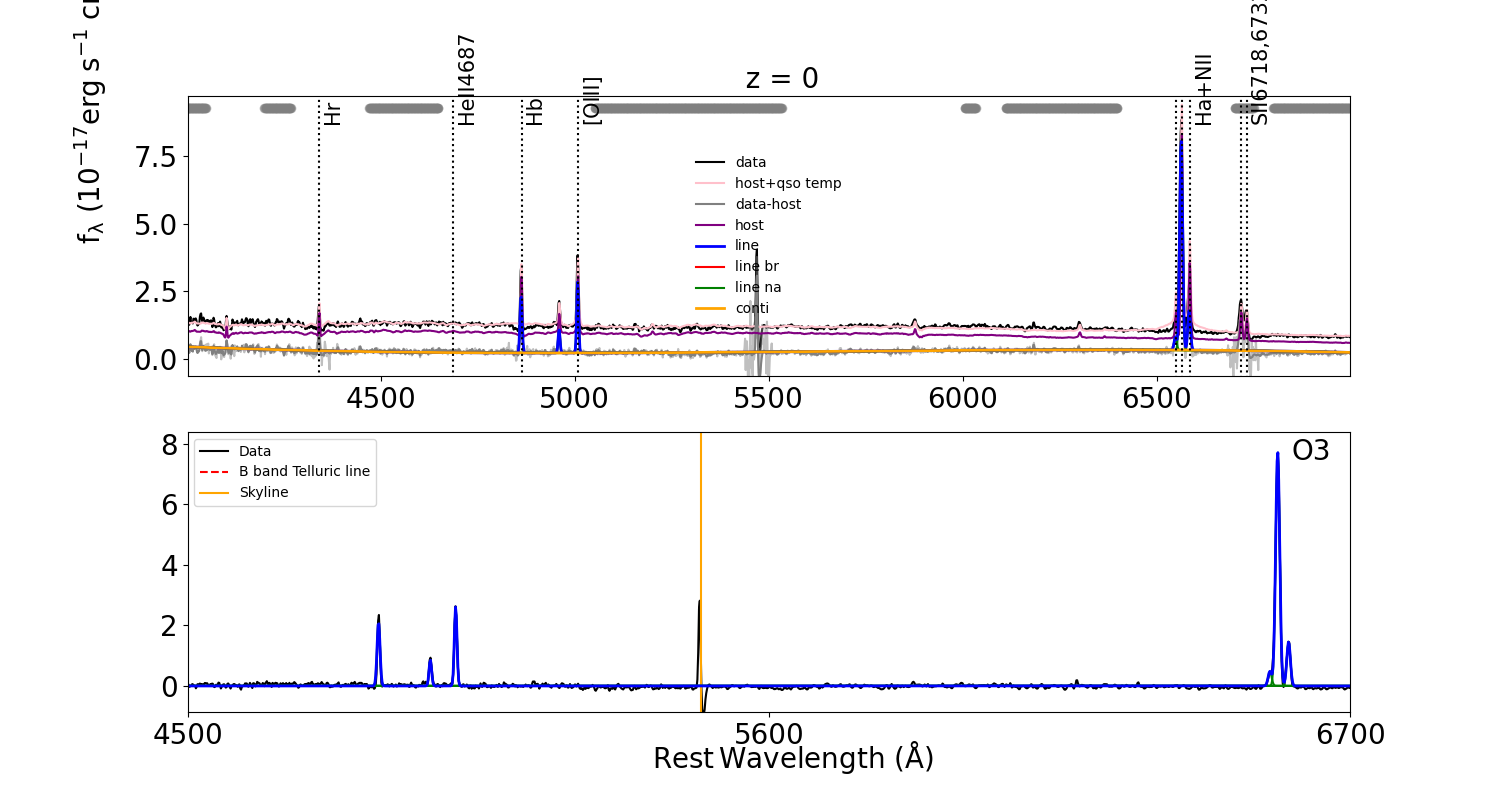 z = 0
f_λ (10^−17 erg s^−1 c
Hr
HeII4687
Hb
[OIII]
Ha+NII
SII6718,673
7.5
5.0
2.5
0.0
data
host+qso temp
data-host
host
line
line br
line na
conti
4500 5000 5500 6000 6500
8
6
4
2
0
Data
B band Telluric line
Skyline
O3
4500 5600 6700
Rest Wavelength (Å)